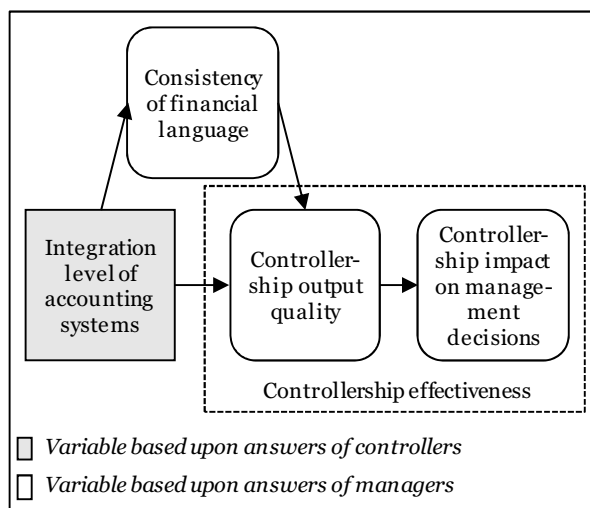 Consistency
of financial
language
Integration
level of
accounting
systems
Controller-
ship output
quality
Controller-
ship impact
on manage-
ment
decisions
Controllership effectiveness
Variable based upon answers of controllers
Variable based upon answers of managers